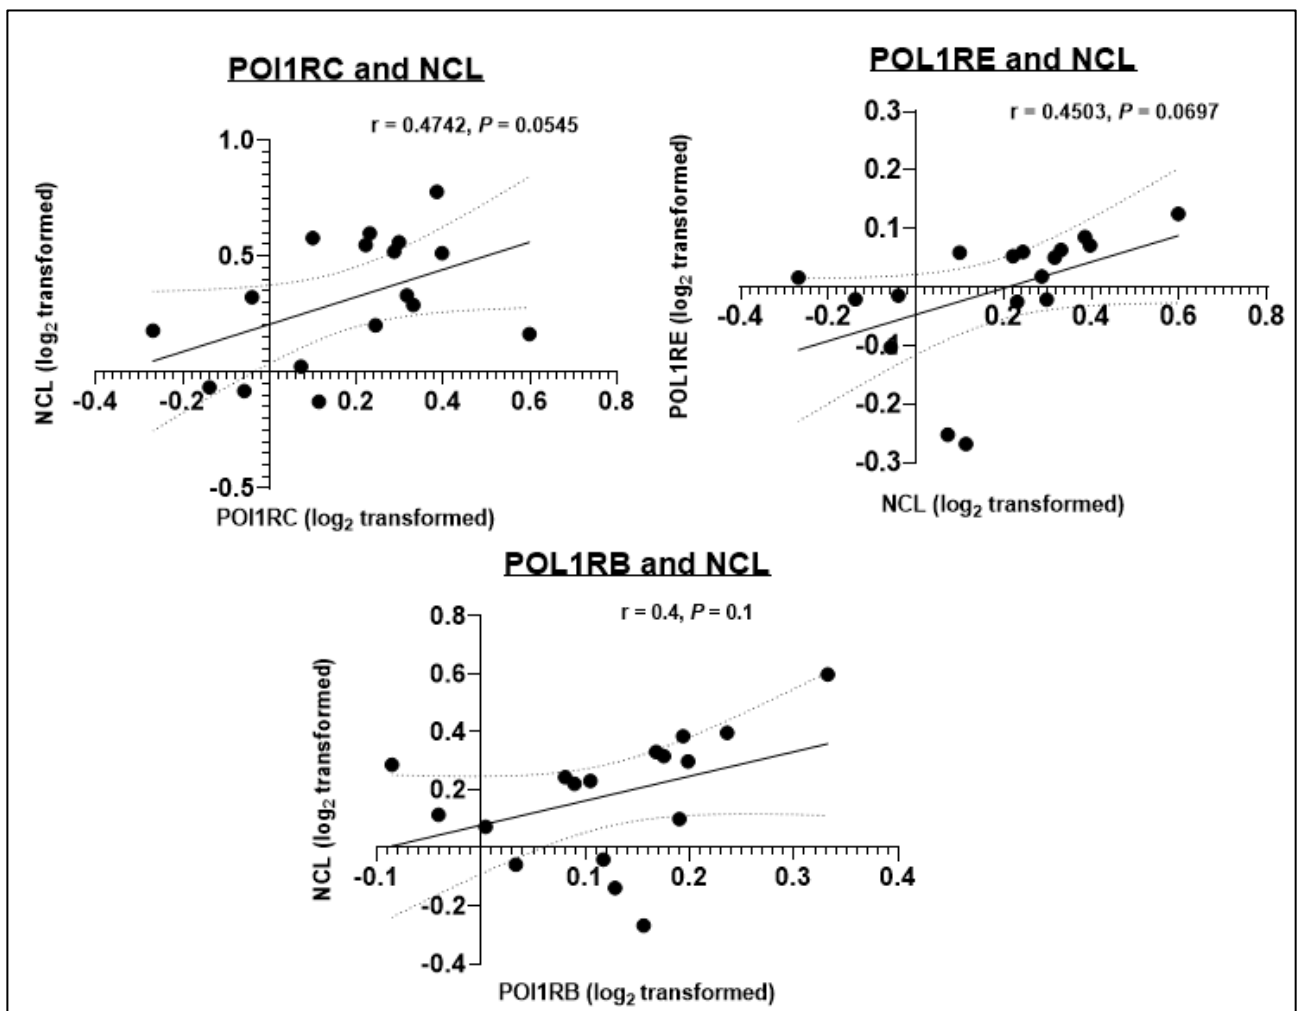 POI1RC and NCL
r = 0.4742, P = 0.0545
1.0
0.5
-0.5
-0.4 -0.2 0.2 0.4 0.6 0.8
NCL (log2 transformed)
POI1RC (log2 transformed)
POL1RE and NCL
r = 0.4503, P = 0.0697
0.3
0.2
0.1
-0.1
-0.2
-0.3
-0.4 -0.2 0.2 0.4 0.6 0.8
POL1RE (log2 transformed)
NCL (log2 transformed)
POL1RB and NCL
r = 0.4, P = 0.1
0.8
0.6
0.4
0.2
-0.2
-0.4
-0.1 0.1 0.2 0.3 0.4
NCL (log2 transformed)
POI1RB (log2 transformed)